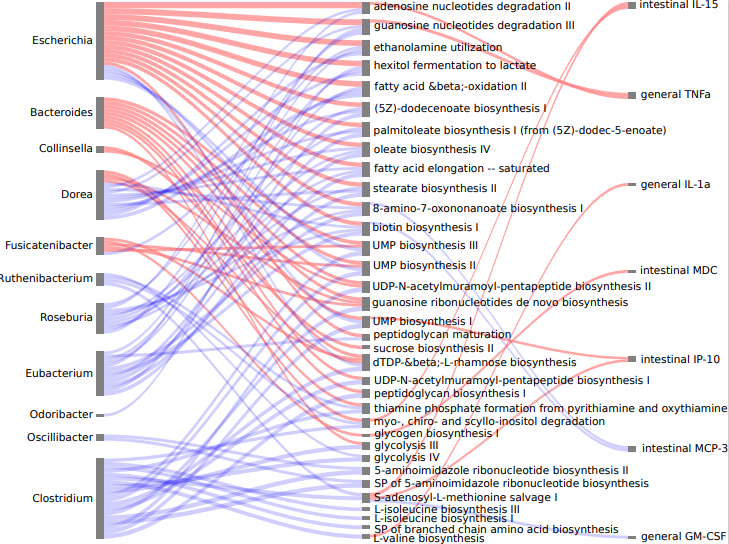 Escherichia
Bacteroides
Collinsella
Dorea
Fusicatenibacter
Ruthenibacterium
Roseburia
Eubacterium
Odoribacter
Oscillibacter
Clostridium
adenosine nucleotides degradation II
guanosine nucleotides degradation III
ethanolamine utilization
hexitol fermentation to lactate
fatty acid &beta;-oxidation II
(5Z)-dodecenoate biosynthesis I
palmitoleate biosynthesis I (from (5Z)-dodec-5-enoate)
oleate biosynthesis IV
fatty acid elongation -- saturated
stearate biosynthesis II
8-amino-7-oxononanoate biosynthesis I
biotin biosynthesis I
UMP biosynthesis III
UMP biosynthesis II
UDP-N-acetylmuramoyl-pentapeptide biosynthesis II
guanosine ribonucleotides de novo biosynthesis
UMP biosynthesis I
peptidoglycan maturation
sucrose biosynthesis II
dTDP-&beta;-L-rhamnose biosynthesis
UDP-N-acetylmuramoyl-pentapeptide biosynthesis I
peptidoglycan biosynthesis I
thiamine phosphate formation from pyrithiamine and oxythiamine
myo-, chiro- and scyllo-inositol degradation
glycogen biosynthesis I
glycolysis III
glycolysis IV
5-aminoimidazole ribonucleotide biosynthesis II
SP of 5-aminoimidazole ribonucleotide biosynthesis
S-adenosyl-L-methionine salvage I
L-isoleucine biosynthesis III
L-isoleucine biosynthesis I
SP of branched chain amino acid biosynthesis
L-valine biosynthesis
intestinal IL-15
general TNFa
general IL-1a
intestinal MDC
intestinal IP-10
intestinal MCP-3
general GM-CSF